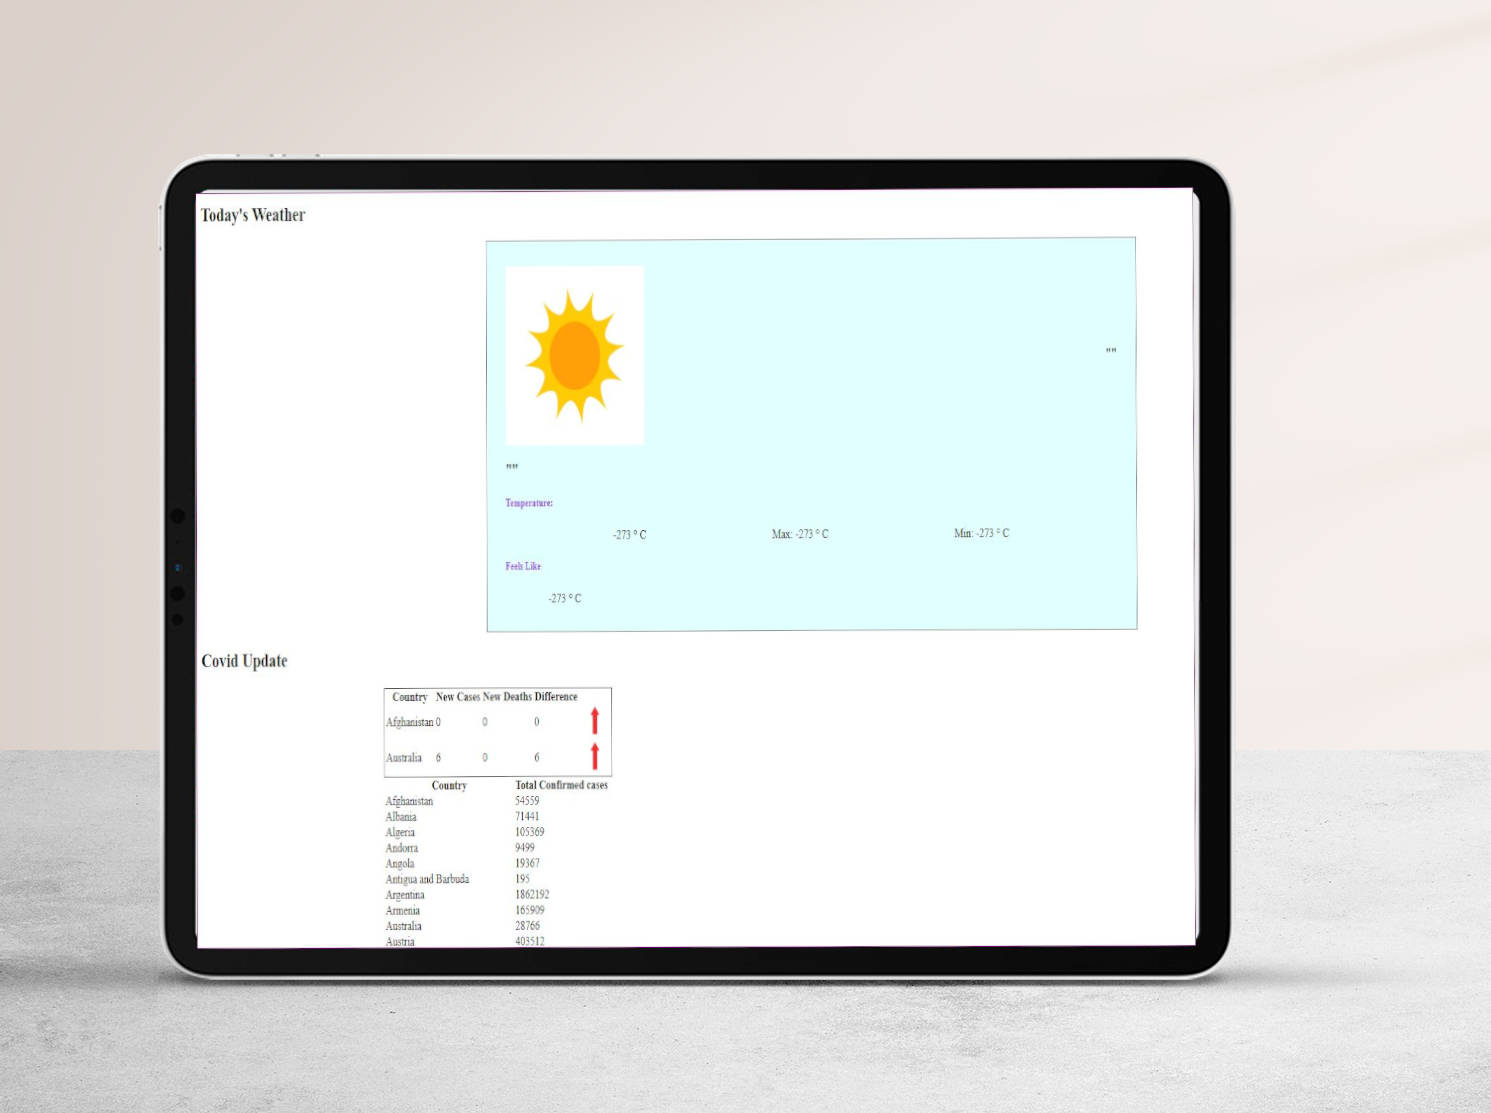 Today's Weather
""
""
Temperature:
-273 ° C Max: -273 ° C Min: -273 ° C
Feels Like
-273 ° C
Covid Update
Country New Cases New Deaths Difference
Afghanistan 0 0 0
Australia 6 0 6
Country Total Confirmed cases
Afghanistan 54559
Albania 71441
Algeria 105369
Andorra 9499
Angola 19367
Antigua and Barbuda 195
Argentina 1862192
Armenia 165909
Australia 28766
Austria 403512